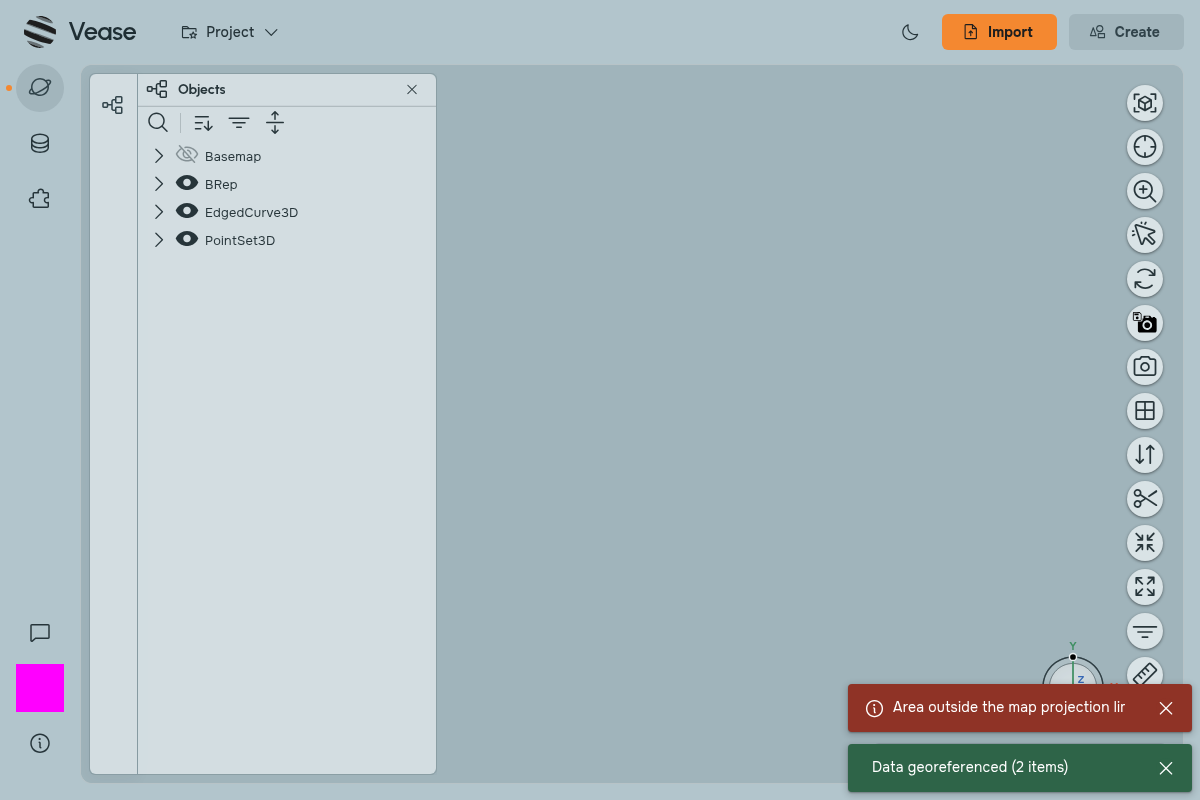 Vease
Project
Import
Create
Objects
Basemap
BRep
EdgedCurve3D
PointSet3D
Y
Z
Area outside the map projection lir
Data georeferenced (2 items)